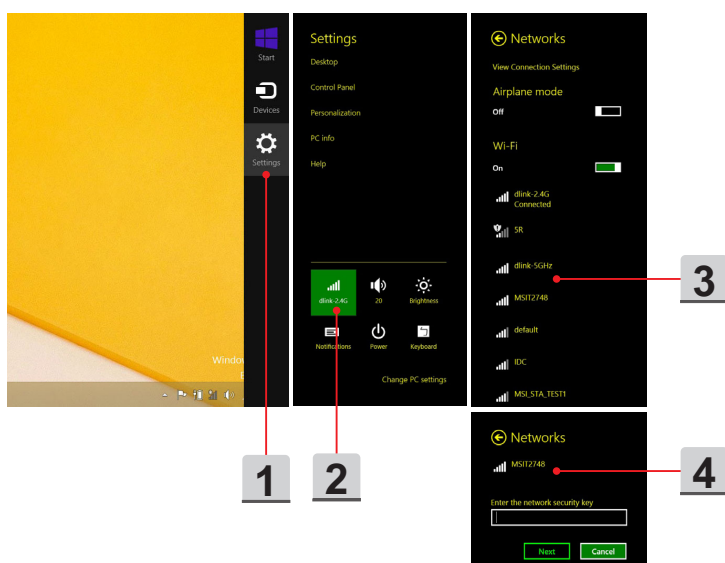 Start
Devices
Settings
Windo
1
Settings
Desktop
Control Panel
Personalization
PC info
Help
dlink-2.4G
20
Brightness
Notifications
Power
Keyboard
Change PC settings
2
Networks
View Connection Settings
Airplane mode
Off
Wi-Fi
On
dlink-2.4G
Connected
5R
dlink-5GHz
MSIT2748
default
IDC
MSI_STA_TEST1
3
Networks
MSIT2748
Enter the network security key
Next
Cancel
4